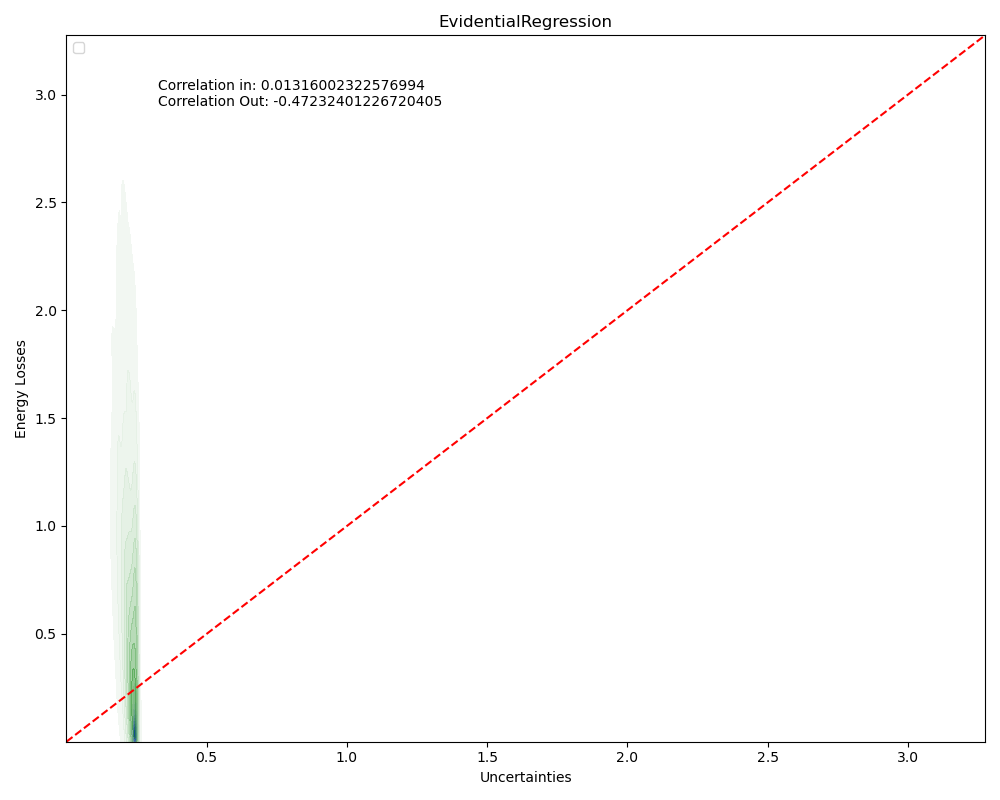 EvidentialRegression
Correlation in: 0.01316002322576994
Correlation Out: -0.47232401226720405
Energy Losses
3.0
2.5
2.0
1.5
1.0
0.5
0.5
1.0
1.5
2.0
2.5
3.0
Uncertainties